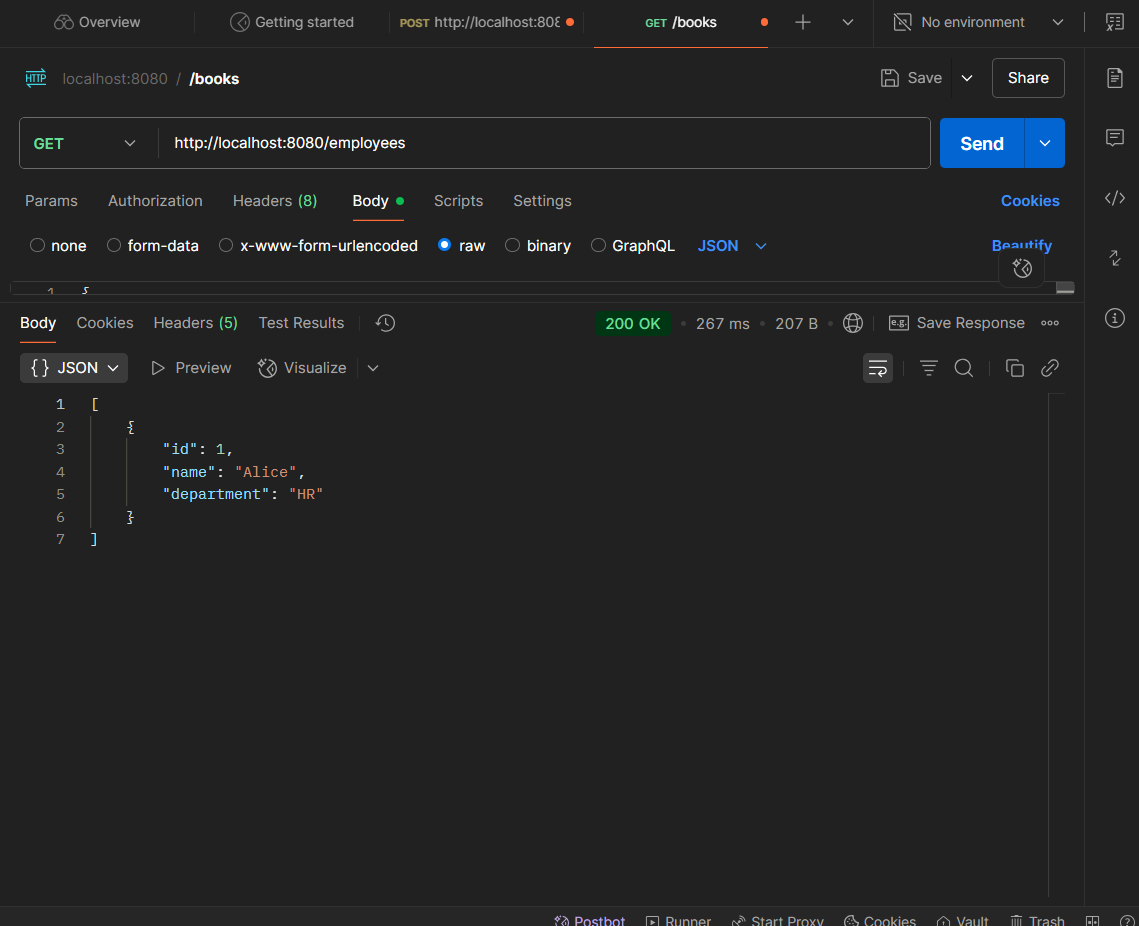 Overview
Getting started
POST http://localhost:808
GET /books
No environment
HTTP localhost:8080 / /books
Save
Share
GET
http://localhost:8080/employees
Send
Params
Authorization
Headers (8)
Body
Scripts
Settings
Cookies
none
form-data
x-www-form-urlencoded
raw
binary
GraphQL
JSON
Beautify
1 {
Body
Cookies
Headers (5)
Test Results
200 OK
267 ms
207 B
e.g. Save Response
{} JSON
Preview
Visualize
1 [
2 {
3 "id": 1,
4 "name": "Alice",
5 "department": "HR"
6 }
7 ]
Postbot
Runner
Start Proxy
Cookies
Vault
Trash